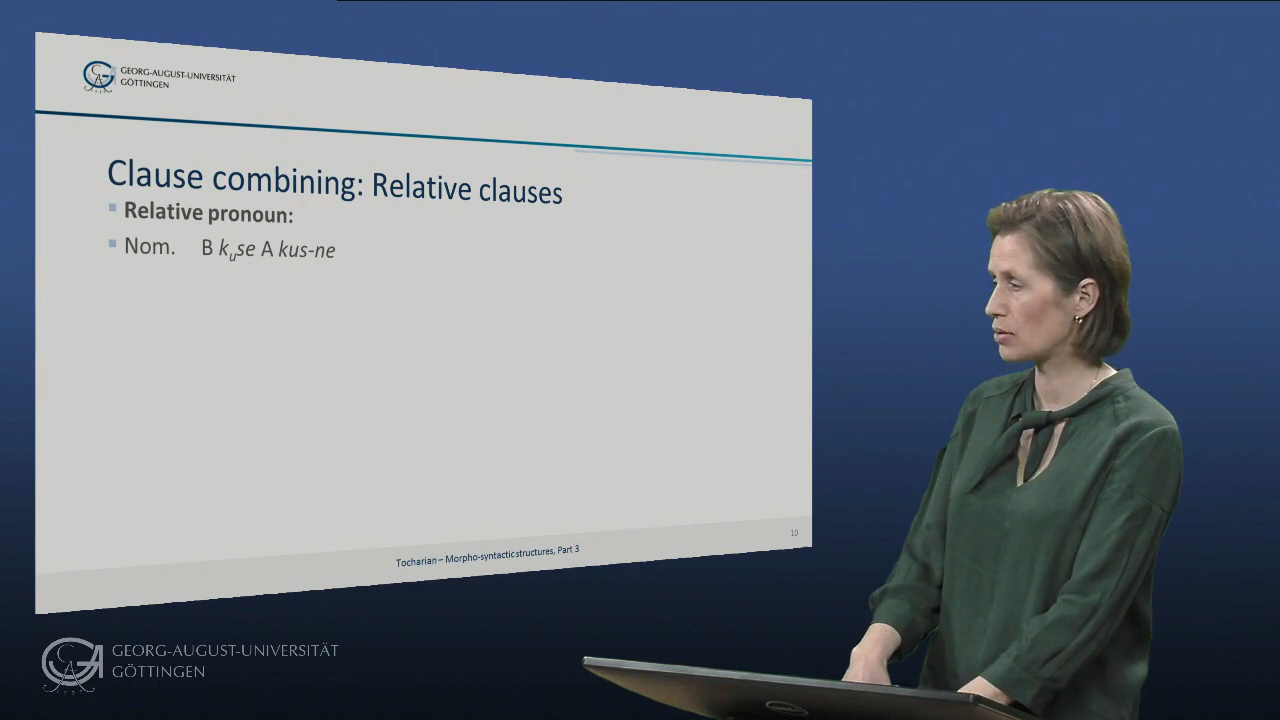 GEORG-AUGUST-UNIVERSITÄT
GÖTTINGEN
Clause combining: Relative clauses
Relative pronoun:
Nom. B kᵤse A kus-ne
10
Tocharian – Morpho-syntactic structures, Part 3
GEORG-AUGUST-UNIVERSITÄT
GÖTTINGEN